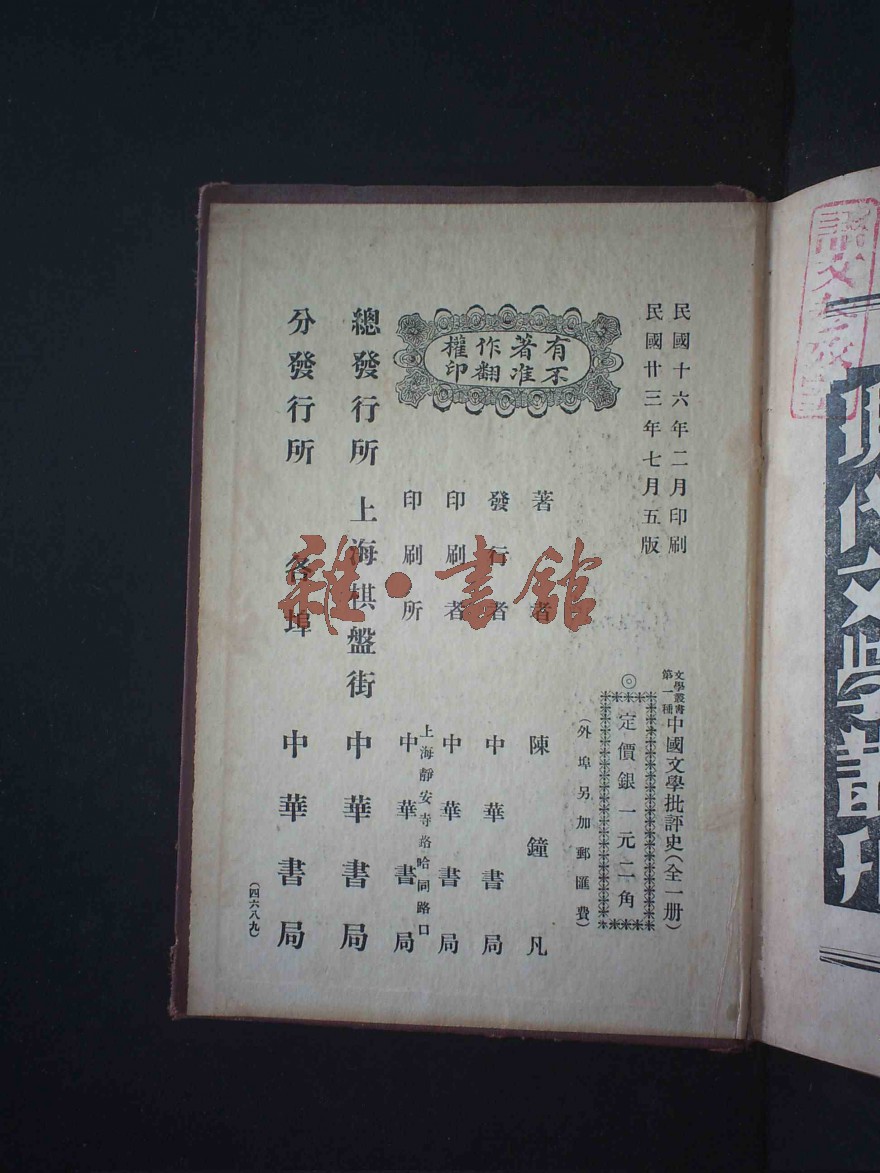 民國十六年二月印刷
民國廿三年七月五版
文學叢書
第一種
中國文學批評史(全一册)
◎定價銀一元二角
(外埠另加郵匯費)
有著作權
不准翻印
著者 陳鐘凡
發行者 中華書局
印刷者 中華書局
上海靜安寺路哈同路口
印刷所 中華書局
總發行所 上海棋盤街 中華書局
分發行所 各埠 中華書局
(四六八九)
雜·書館
現代文學叢刊